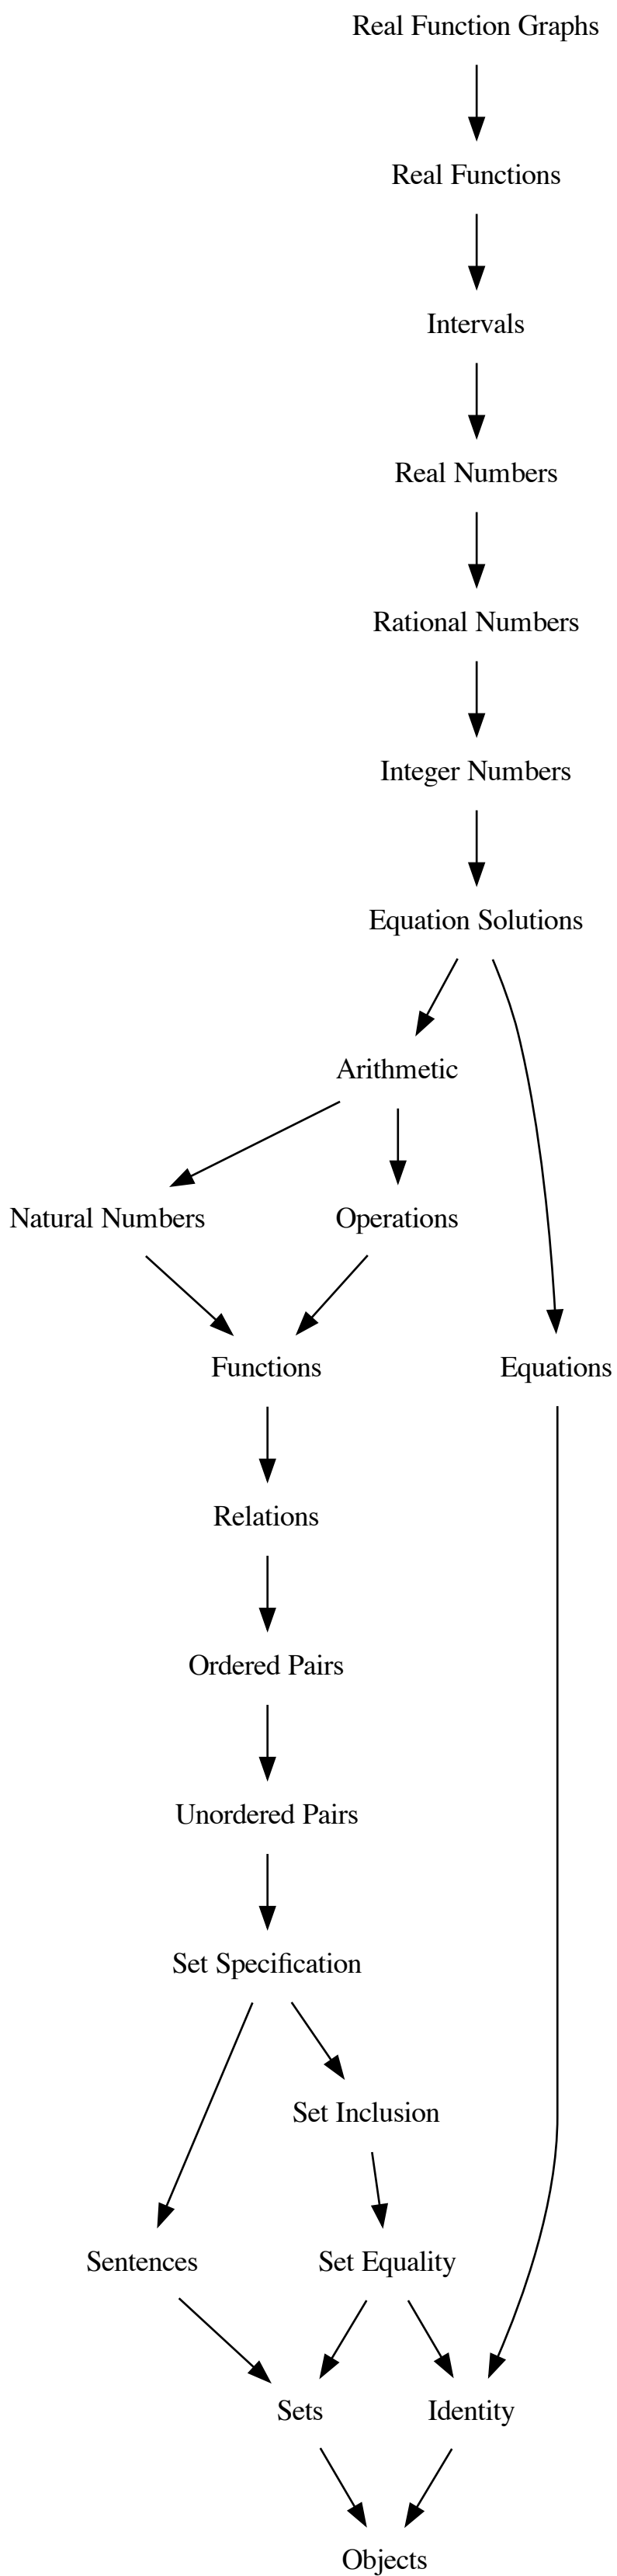 Real Function Graphs
Real Functions
Intervals
Real Numbers
Rational Numbers
Integer Numbers
Equation Solutions
Arithmetic
Natural Numbers
Operations
Functions
Equations
Relations
Ordered Pairs
Unordered Pairs
Set Specification
Set Inclusion
Sentences
Set Equality
Sets
Identity
Objects